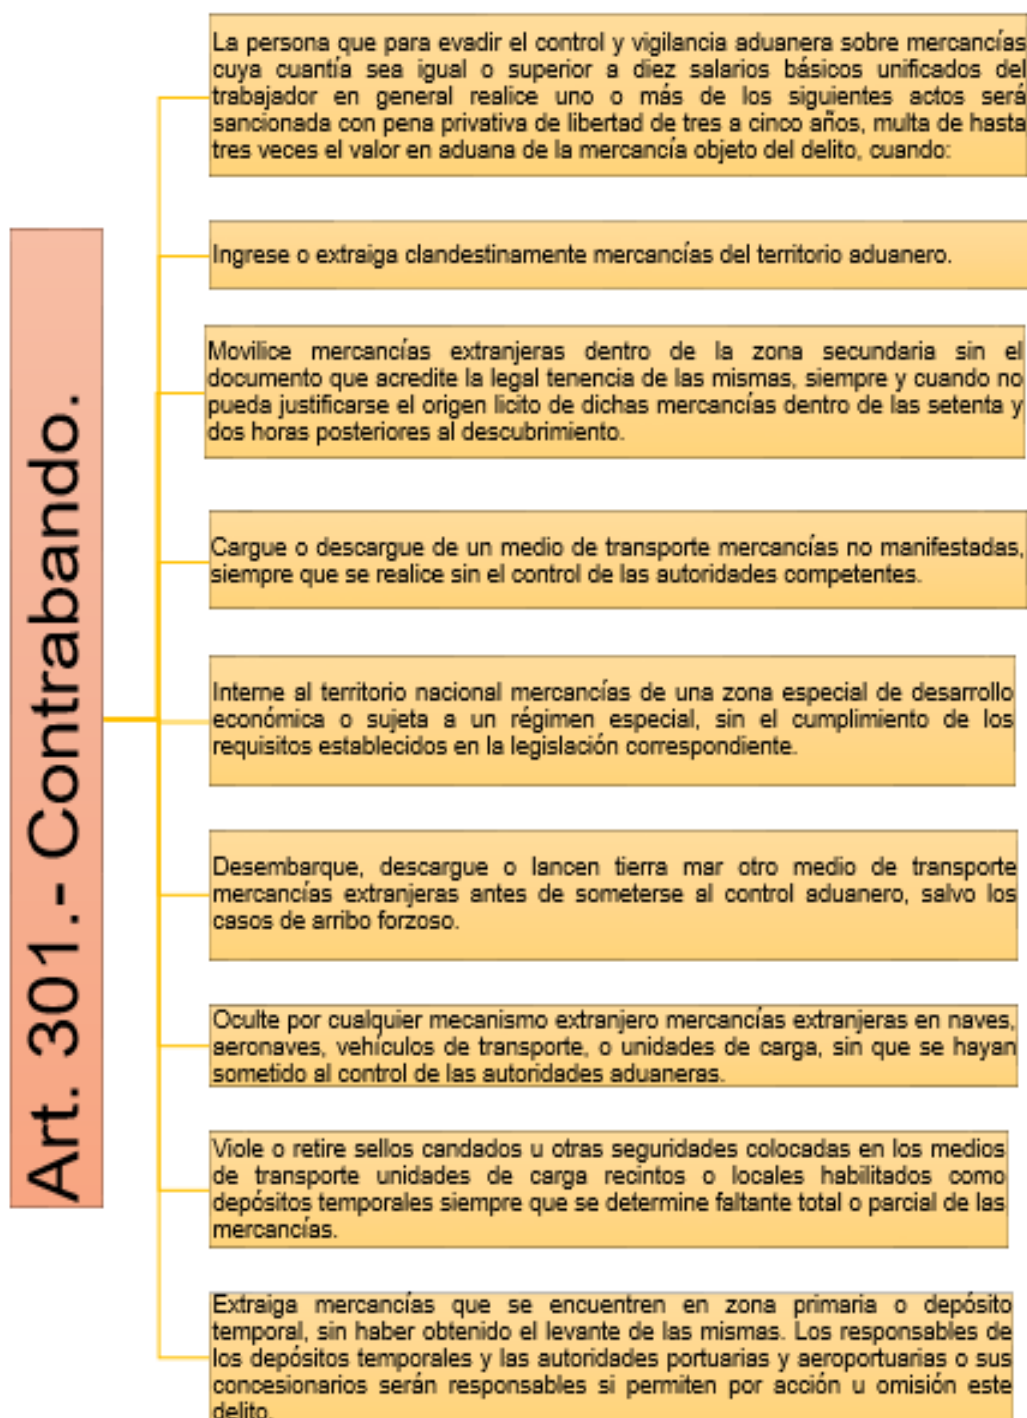 Art. 301.- Contrabando.
La persona que para evadir el control y vigilancia aduanera sobre mercancías
cuya cuantía sea igual o superior a diez salarios básicos unificados del
trabajador en general realice uno o más de los siguientes actos será
sancionada con pena privativa de libertad de tres a cinco años, multa de hasta
tres veces el valor en aduana de la mercancía objeto del delito, cuando:
Ingrese o extraiga clandestinamente mercancías del territorio aduanero.
Movilice mercancías extranjeras dentro de la zona secundaria sin el
documento que acredite la legal tenencia de las mismas, siempre y cuando no
pueda justificarse el origen licito de dichas mercancías dentro de las setenta y
dos horas posteriores al descubrimiento.
Cargue o descargue de un medio de transporte mercancías no manifestadas,
siempre que se realice sin el control de las autoridades competentes.
Interne al territorio nacional mercancías de una zona especial de desarrollo
económica o sujeta a un régimen especial, sin el cumplimiento de los
requisitos establecidos en la legislación correspondiente.
Desembarque, descargue o lancen tierra mar otro medio de transporte
mercancías extranjeras antes de someterse al control aduanero, salvo los
casos de arribo forzoso.
Oculte por cualquier mecanismo extranjero mercancías extranjeras en naves,
aeronaves, vehículos de transporte, o unidades de carga, sin que se hayan
sometido al control de las autoridades aduaneras.
Viole o retire sellos candados u otras seguridades colocadas en los medios
de transporte unidades de carga recintos o locales habilitados como
depósitos temporales siempre que se determine faltante total o parcial de las
mercancías.
Extraiga mercancías que se encuentren en zona primaria o depósito
temporal, sin haber obtenido el levante de las mismas. Los responsables de
los depósitos temporales y las autoridades portuarias y aeroportuarias o sus
concesionarios serán responsables si permiten por acción u omisión este
delito.